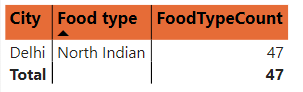 City Food type FoodTypeCount
Delhi North Indian 47
Total 47